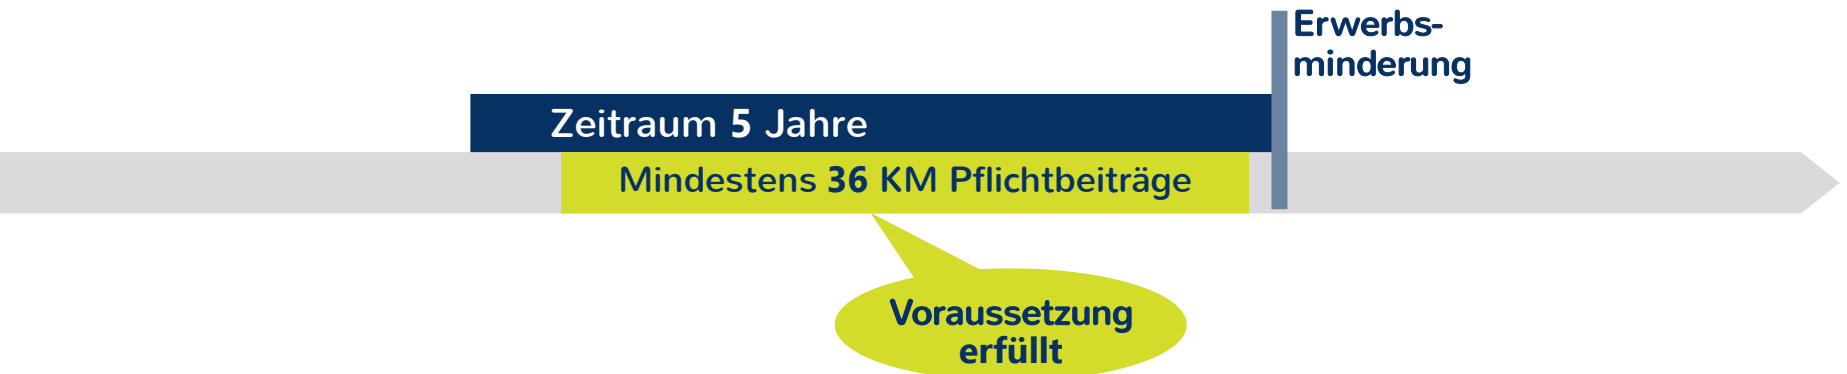 Erwerbs-
minderung
Zeitraum 5 Jahre
Mindestens 36 KM Pflichtbeiträge
Voraussetzung
erfüllt